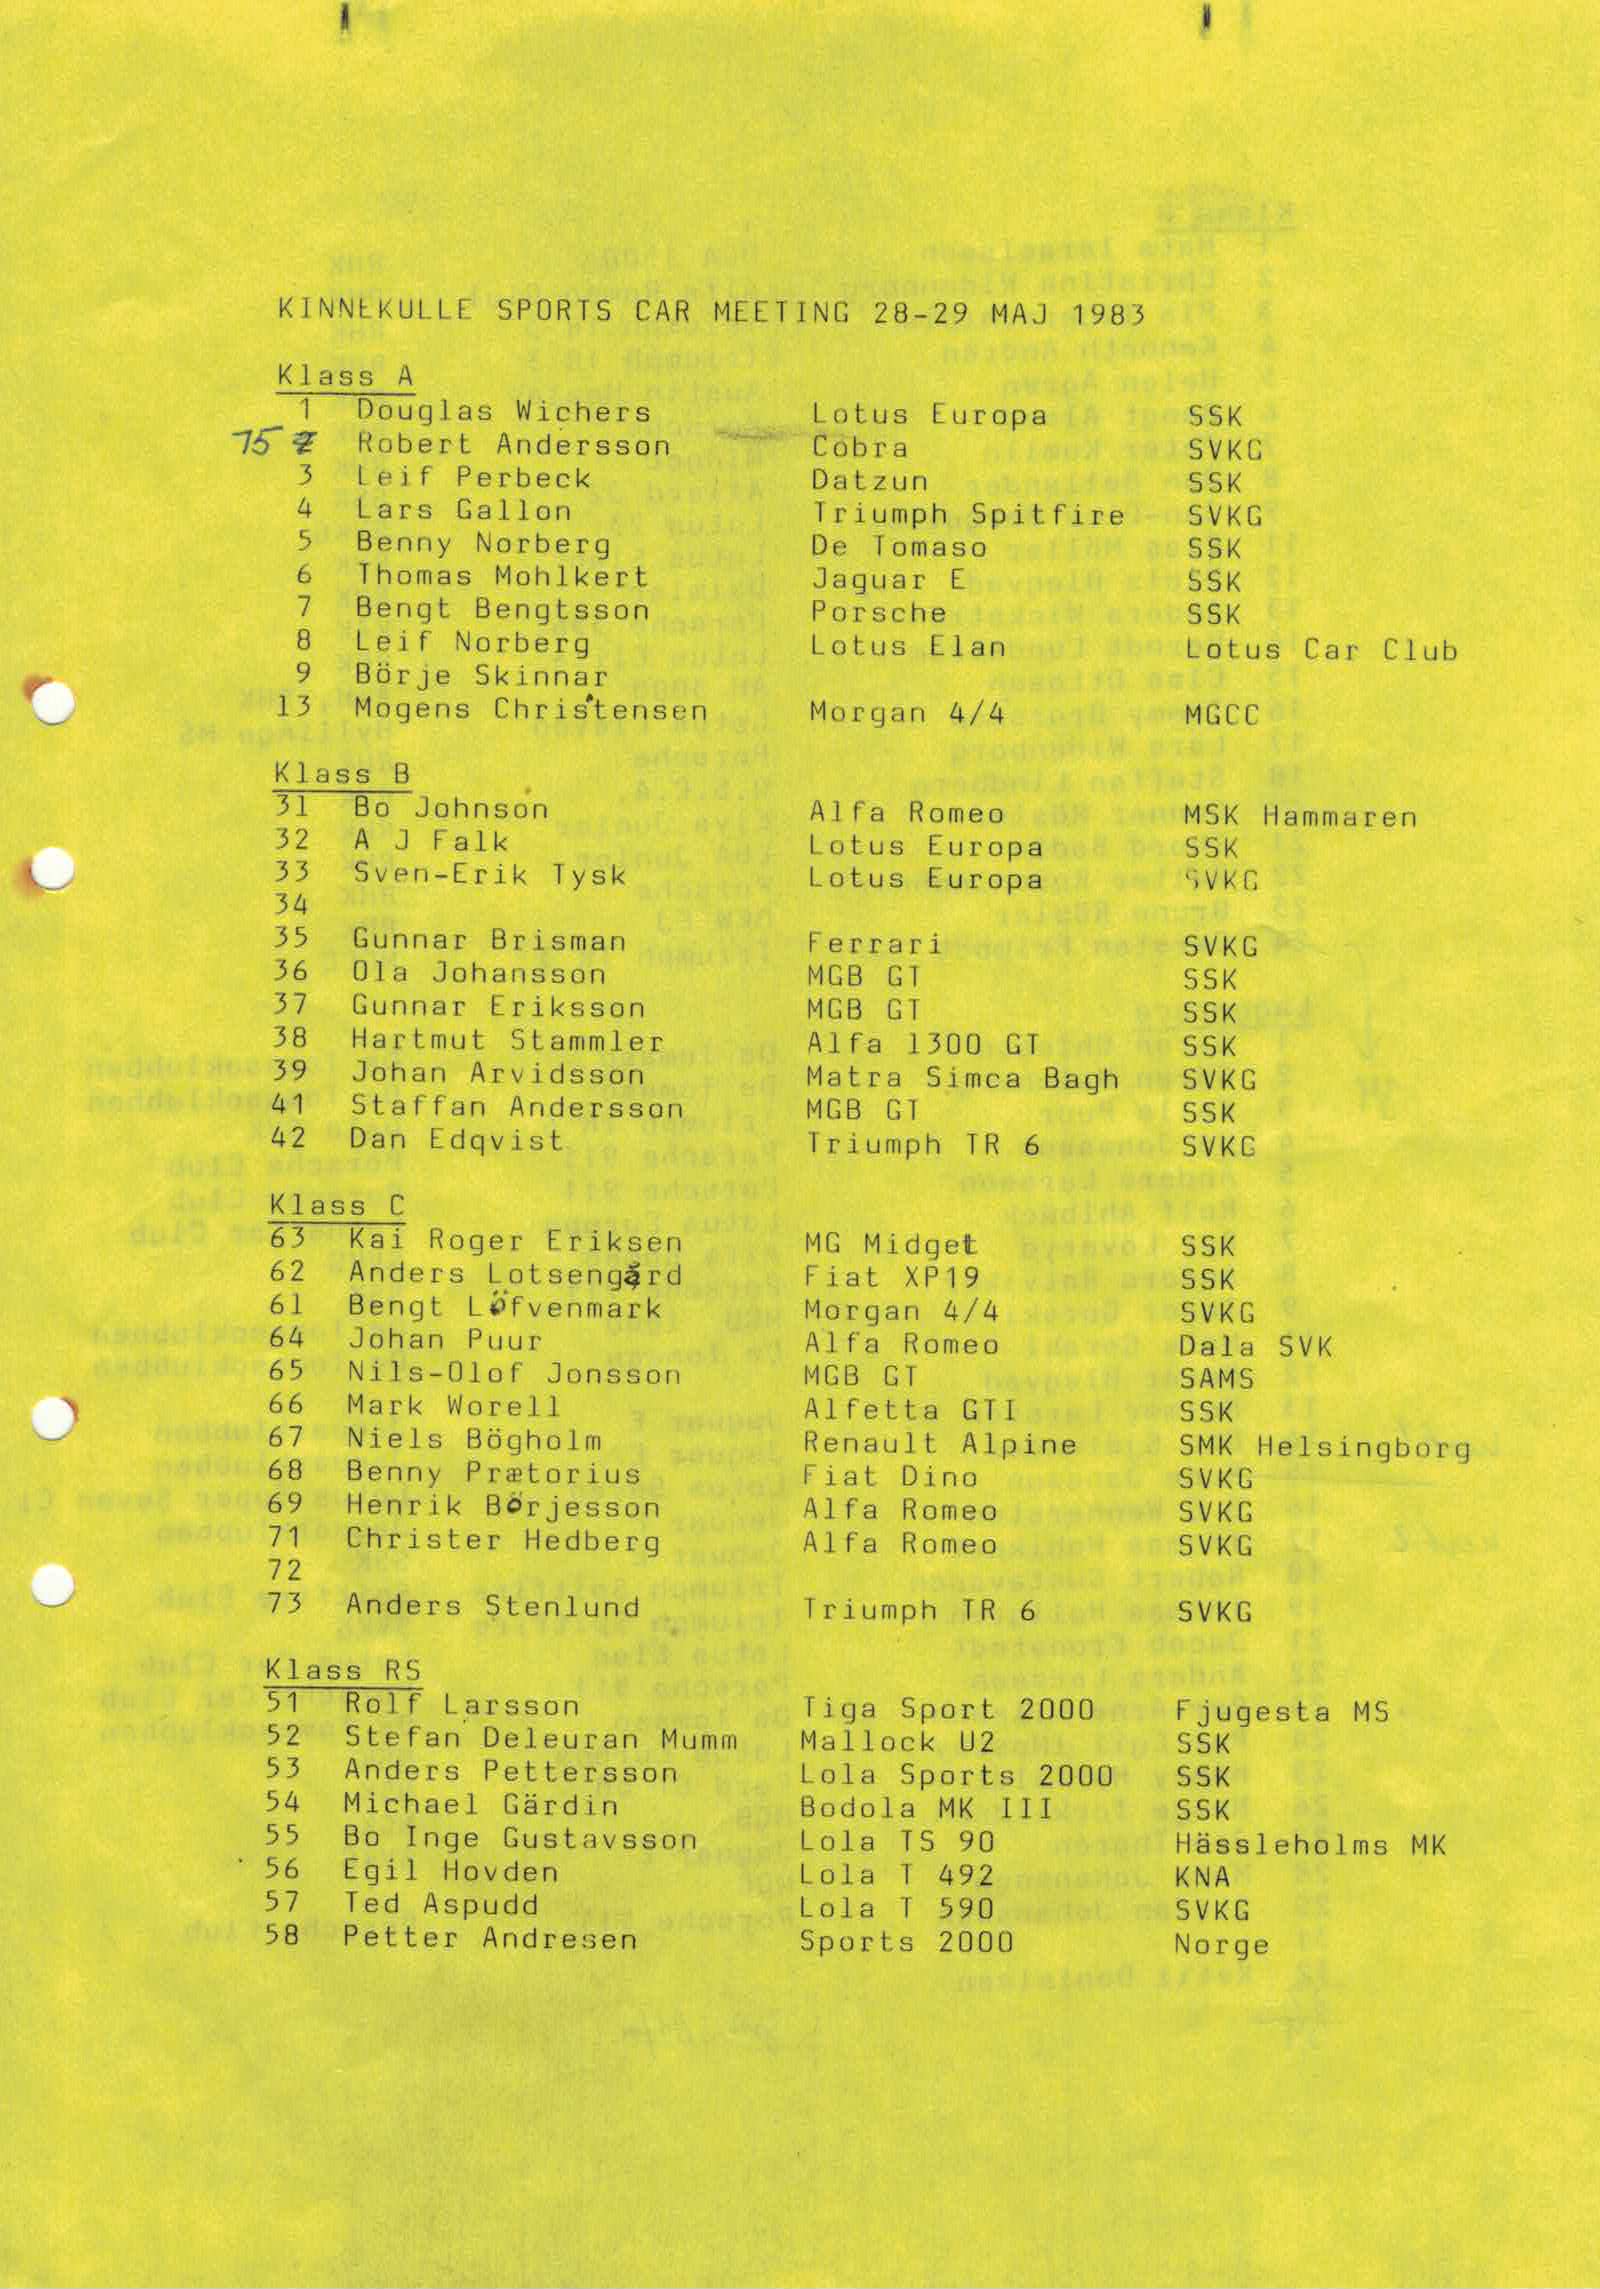 KINNEKULLE SPORTS CAR MEETING 28-29 MAJ 1983
Klass A
1 Douglas Wichers Lotus Europa SSK
75 2 Robert Andersson Cobra SVKG
3 Leif Perbeck Datzun SSK
4 Lars Gallon Triumph Spitfire SVKG
5 Benny Norberg De Tomaso SSK
6 Thomas Mohlkert Jaguar E SSK
7 Bengt Bengtsson Porsche SSK
8 Leif Norberg Lotus Elan Lotus Car Club
9 Börje Skinnar
13 Mogens Christensen Morgan 4/4 MGCC
Klass B
31 Bo Johnson Alfa Romeo MSK Hammaren
32 A J Falk Lotus Europa SSK
33 Sven-Erik Tysk Lotus Europa SVKG
34
35 Gunnar Brisman Ferrari SVKG
36 Ola Johansson MGB GT SSK
37 Gunnar Eriksson MGB GT SSK
38 Hartmut Stammler Alfa 1300 GT SSK
39 Johan Arvidsson Matra Simca Bagh SVKG
41 Staffan Andersson MGB GT SSK
42 Dan Edqvist Triumph TR 6 SVKG
Klass C
63 Kai Roger Eriksen MG Midget SSK
62 Anders Lotsengård Fiat XP19 SSK
61 Bengt Löfvenmark Morgan 4/4 SVKG
64 Johan Puur Alfa Romeo Dala SVK
65 Nils-Olof Jonsson MGB GT SAMS
66 Mark Worell Alfetta GTI SSK
67 Niels Bögholm Renault Alpine SMK Helsingborg
68 Benny Prætorius Fiat Dino SVKG
69 Henrik Börjesson Alfa Romeo SVKG
71 Christer Hedberg Alfa Romeo SVKG
72
73 Anders Stenlund Triumph TR 6 SVKG
Klass RS
51 Rolf Larsson Tiga Sport 2000 Fjugesta MS
52 Stefan Deleuran Mumm Mallock U2 SSK
53 Anders Pettersson Lola Sports 2000 SSK
54 Michael Gärdin Bodola MK III SSK
55 Bo Inge Gustavsson Lola TS 90 Hässleholms MK
56 Egil Hovden Lola T 492 KNA
57 Ted Aspudd Lola T 590 SVKG
58 Petter Andresen Sports 2000 Norge